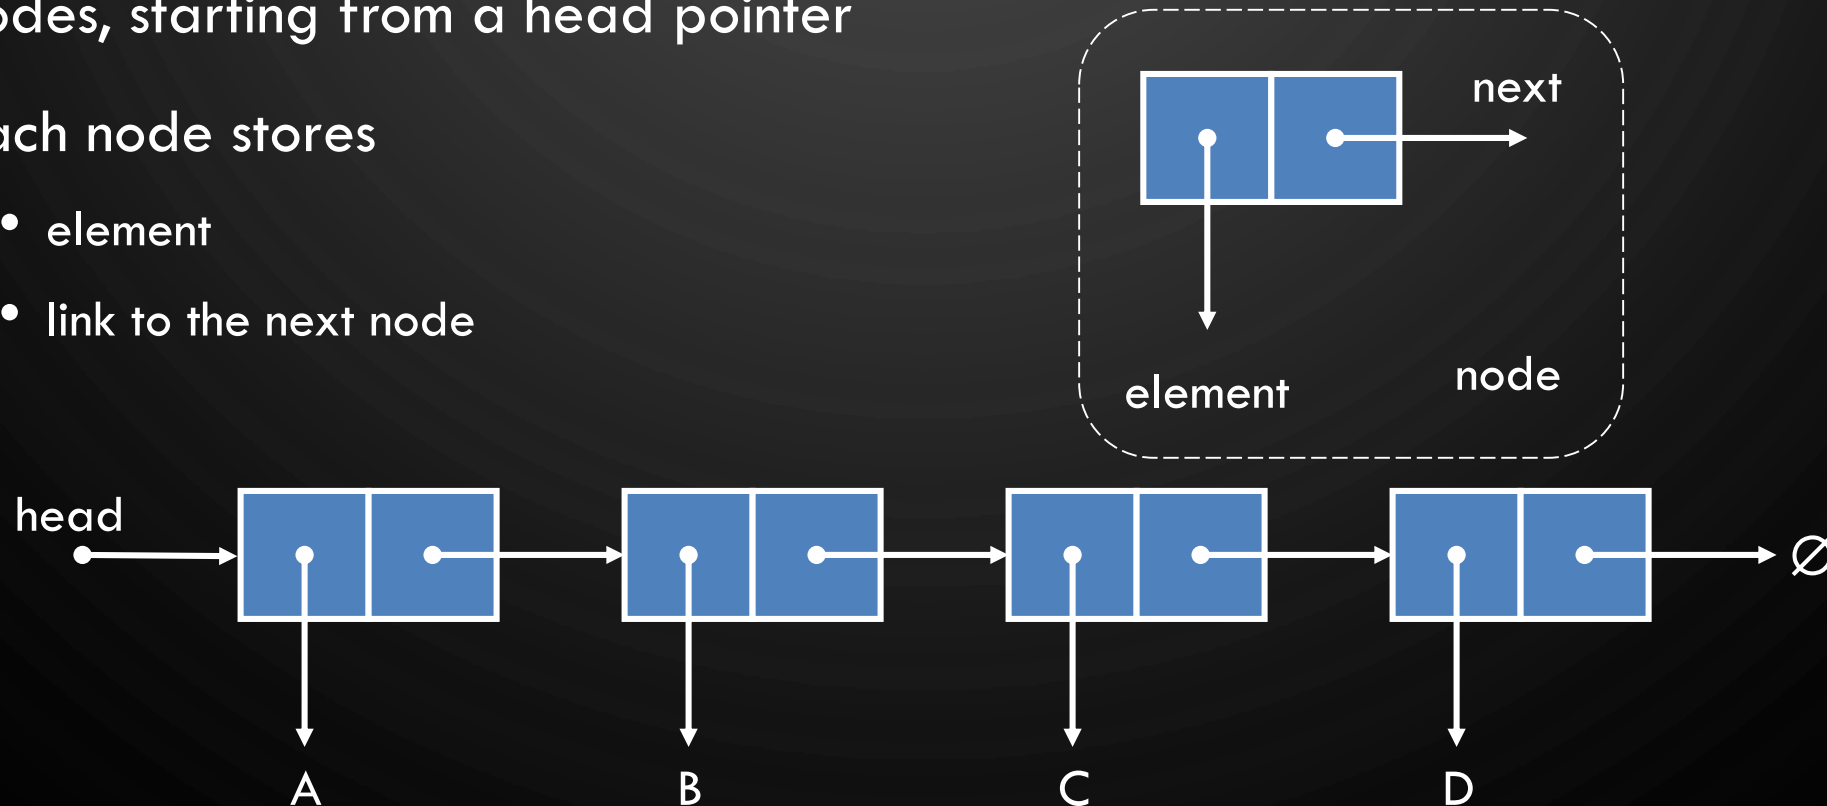 odes, starting from a head pointer
ach node stores
• element
• link to the next node
next
element
node
head
∅
A B C D